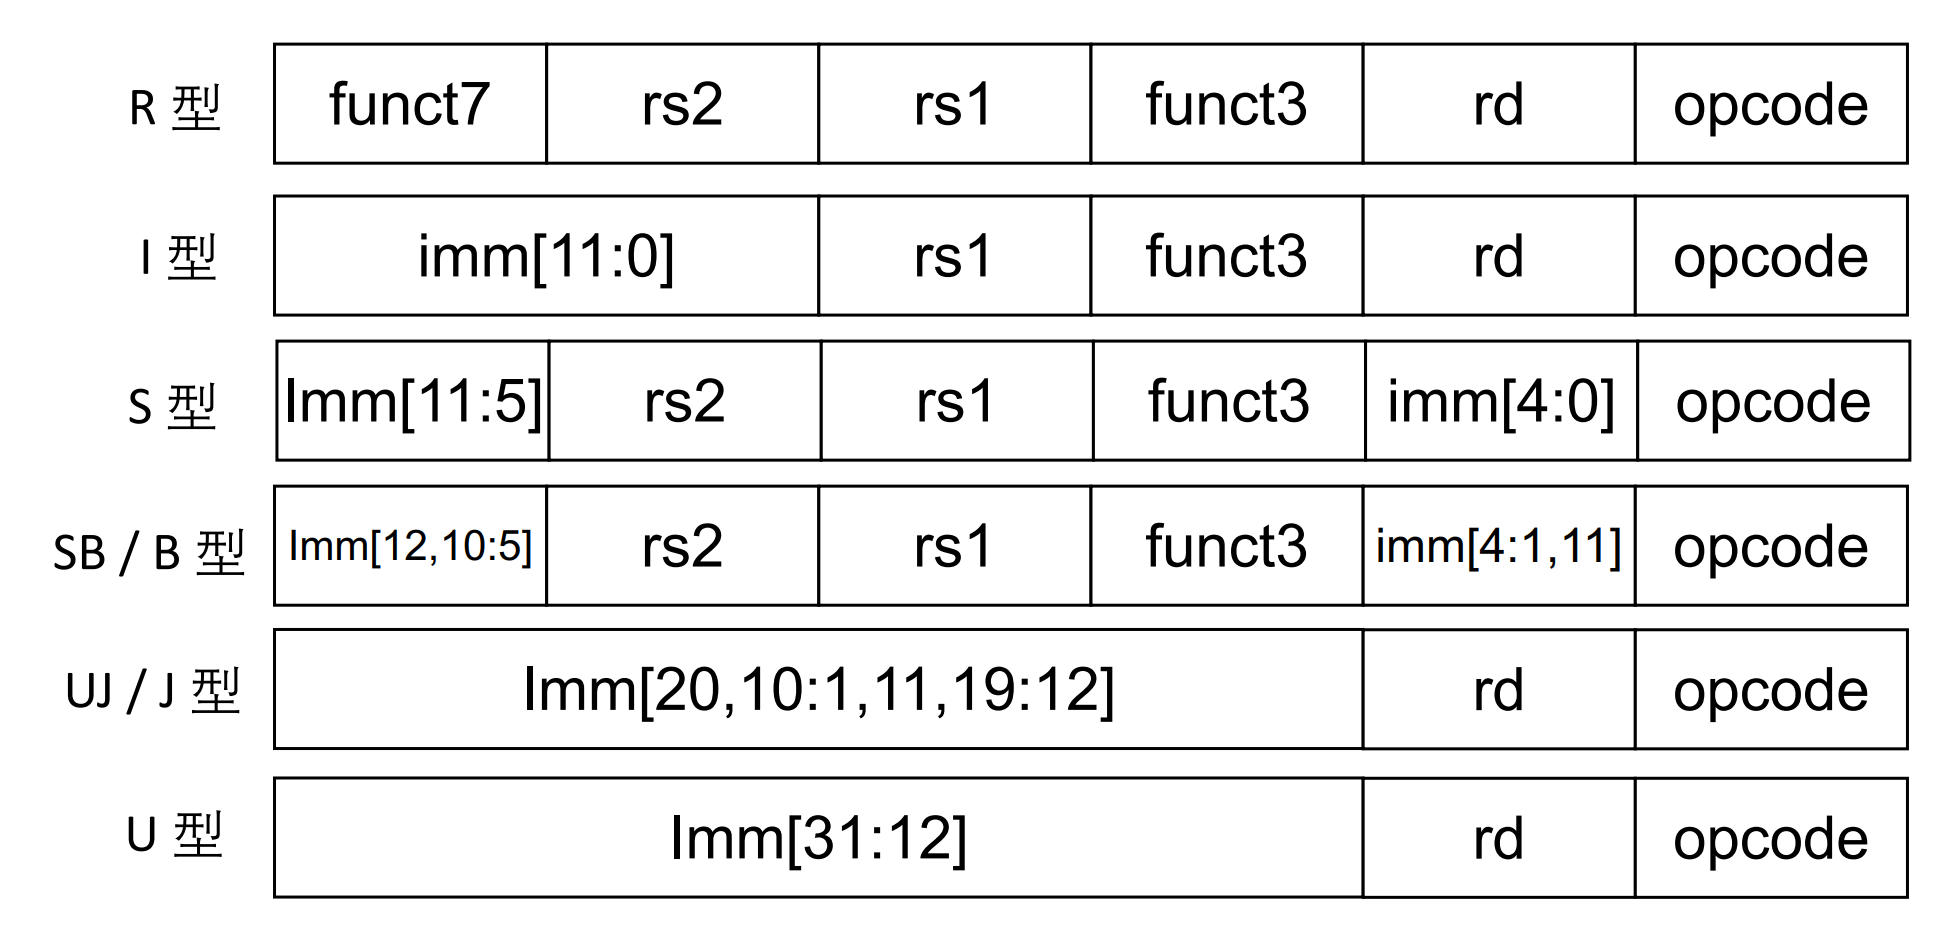 R 型 funct7 rs2 rs1 funct3 rd opcode
I 型 imm[11:0] rs1 funct3 rd opcode
S 型 Imm[11:5] rs2 rs1 funct3 imm[4:0] opcode
SB / B 型 Imm[12,10:5] rs2 rs1 funct3 imm[4:1,11] opcode
UJ / J 型 Imm[20,10:1,11,19:12] rd opcode
U 型 Imm[31:12] rd opcode